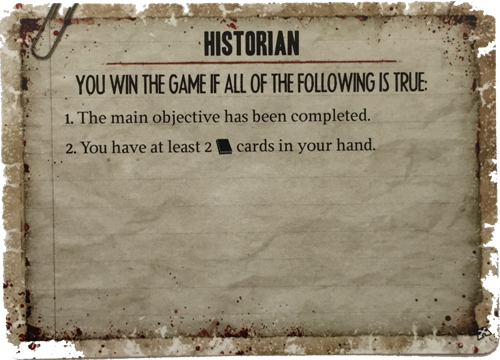 HISTORIAN
YOU WIN THE GAME IF ALL OF THE FOLLOWING IS TRUE:
1. The main objective has been completed.
2. You have at least 2 cards in your hand.